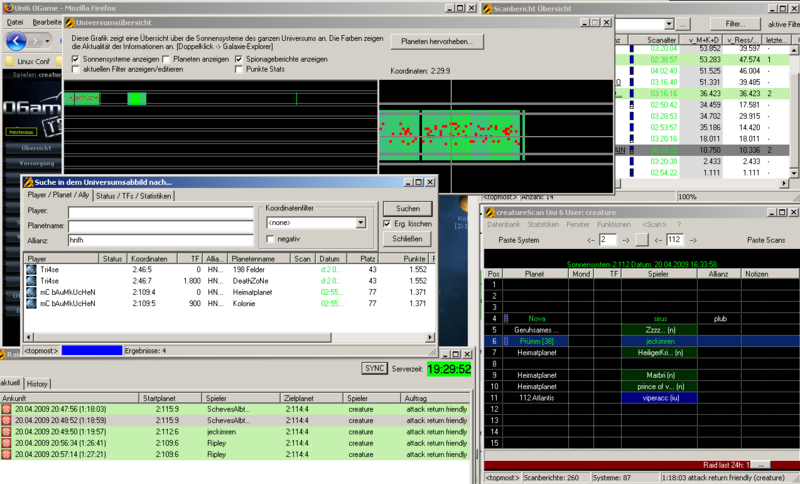 Uni6 OGame - Mozilla Firefox
Datei Bearbeite
Linux Conf
Spieler: creatur
OGame
Patchnotes
Übersicht
Versorgung
Universumsübersicht
Diese Grafik zeigt eine Übersicht über die Sonnensysteme des ganzen Universums an. Die Farben zeigen
die Aktualität der Information an. [Doppelklick -> Galaxie-Explorer]
Planeten hervorheben...
Sonnensysteme anzeigen Planeten anzeigen Spionageberichte anzeigen
aktuellen Filter anzeigen/editieren Punkte Stats
Koordinaten: 2:29:9
Scanbericht Übersicht
... Filter... aktive Filter
Scanalter v_M+K+D v_Ress/... letzte...
03:20:04 53.852 39.597 -
02:38:57 53.283 47.574 1
04:02:40 51.525 46.004 -
03:16:48 51.331 39.485 -
03:16:16 36.423 36.423 2
02:50:42 34.459 17.581 -
03:28:53 34.702 29.915 -
02:53:57 35.186 14.420 -
03:20:16 18.011 18.011 -
10.750 10.336 2
03:20:38 2.433 2.433 -
02:54:22 1.111 1.111 -
<topmost> Anzahl: 14 100%
Suche in dem Universumsabbild nach...
Player / Planet / Ally Status / TFs / Statistiken
Player:
Planetname:
Allianz: hnfh
Koordinatenfilter
<none>
negativ
Suchen
Erg. löschen
Schließen
Player Status Koordinaten TF Allia... Planetenname Scan Datum Platz Punkte
Tri4se 2:46:5 0 HN... 198 Felder d:2 0... 43 1.552
Tri4se 2:46:7 1.800 HN... DeathZoNe d:2 0... 43 1.552
mC bAuMkUcHeN 2:109:4 0 HN... Heimatplanet 02:55... 77 1.371
mC bAuMkUcHeN 2:109:5 900 HN... Kolonie 02:55... 77 1.371
<topmost> Ergebnisse: 4
creatureScan Uni 6 User: creature
Datenbank Statistiken Fenster Funktionen <Scan> ?
Paste System <-- 2 --> <-- 112 --> Paste Scans
Sonnensystem 2:112 Datum: 20.04.2009 16:33:58
Pos Planet Mond TF Spieler Allianz Notizen
1
2
3
4 Nova sirus plub
5 Geruhsames ... Zzzz... (n)
6 Prümm [38] jeckimren
7 Heimatplanet HeiligerKri... (n)
8
9 Heimatplanet Marbri (n)
10 Heimatplanet prince of v... (n)
11 112 Atlantis viperacc (iu)
12
13
14
15
Raid last 24h: 1 ...
<topmost> Scanberichte: 260 Systeme: 87 1:18:03 attack return friendly (creature)
SYNC Serverzeit: 19:29:52
aktuell History
Ankunft Startplanet Spieler Zielplanet Spieler Auftrag
20.04.2009 20:47:56 (1:18:03) 2:115:9 SchevesAlbt... 2:114:4 creature attack return friendly
20.04.2009 20:48:52 (1:18:59) 2:115:9 SchevesAlbt... 2:114:4 creature attack return friendly
20.04.2009 20:49:50 (1:19:57) 2:112:6 jeckimren 2:114:4 creature attack return friendly
20.04.2009 20:56:34 (1:26:41) 2:109:6 Ripley 2:114:4 creature attack return friendly
20.04.2009 20:57:14 (1:27:21) 2:109:6 Ripley 2:114:4 creature attack return friendly